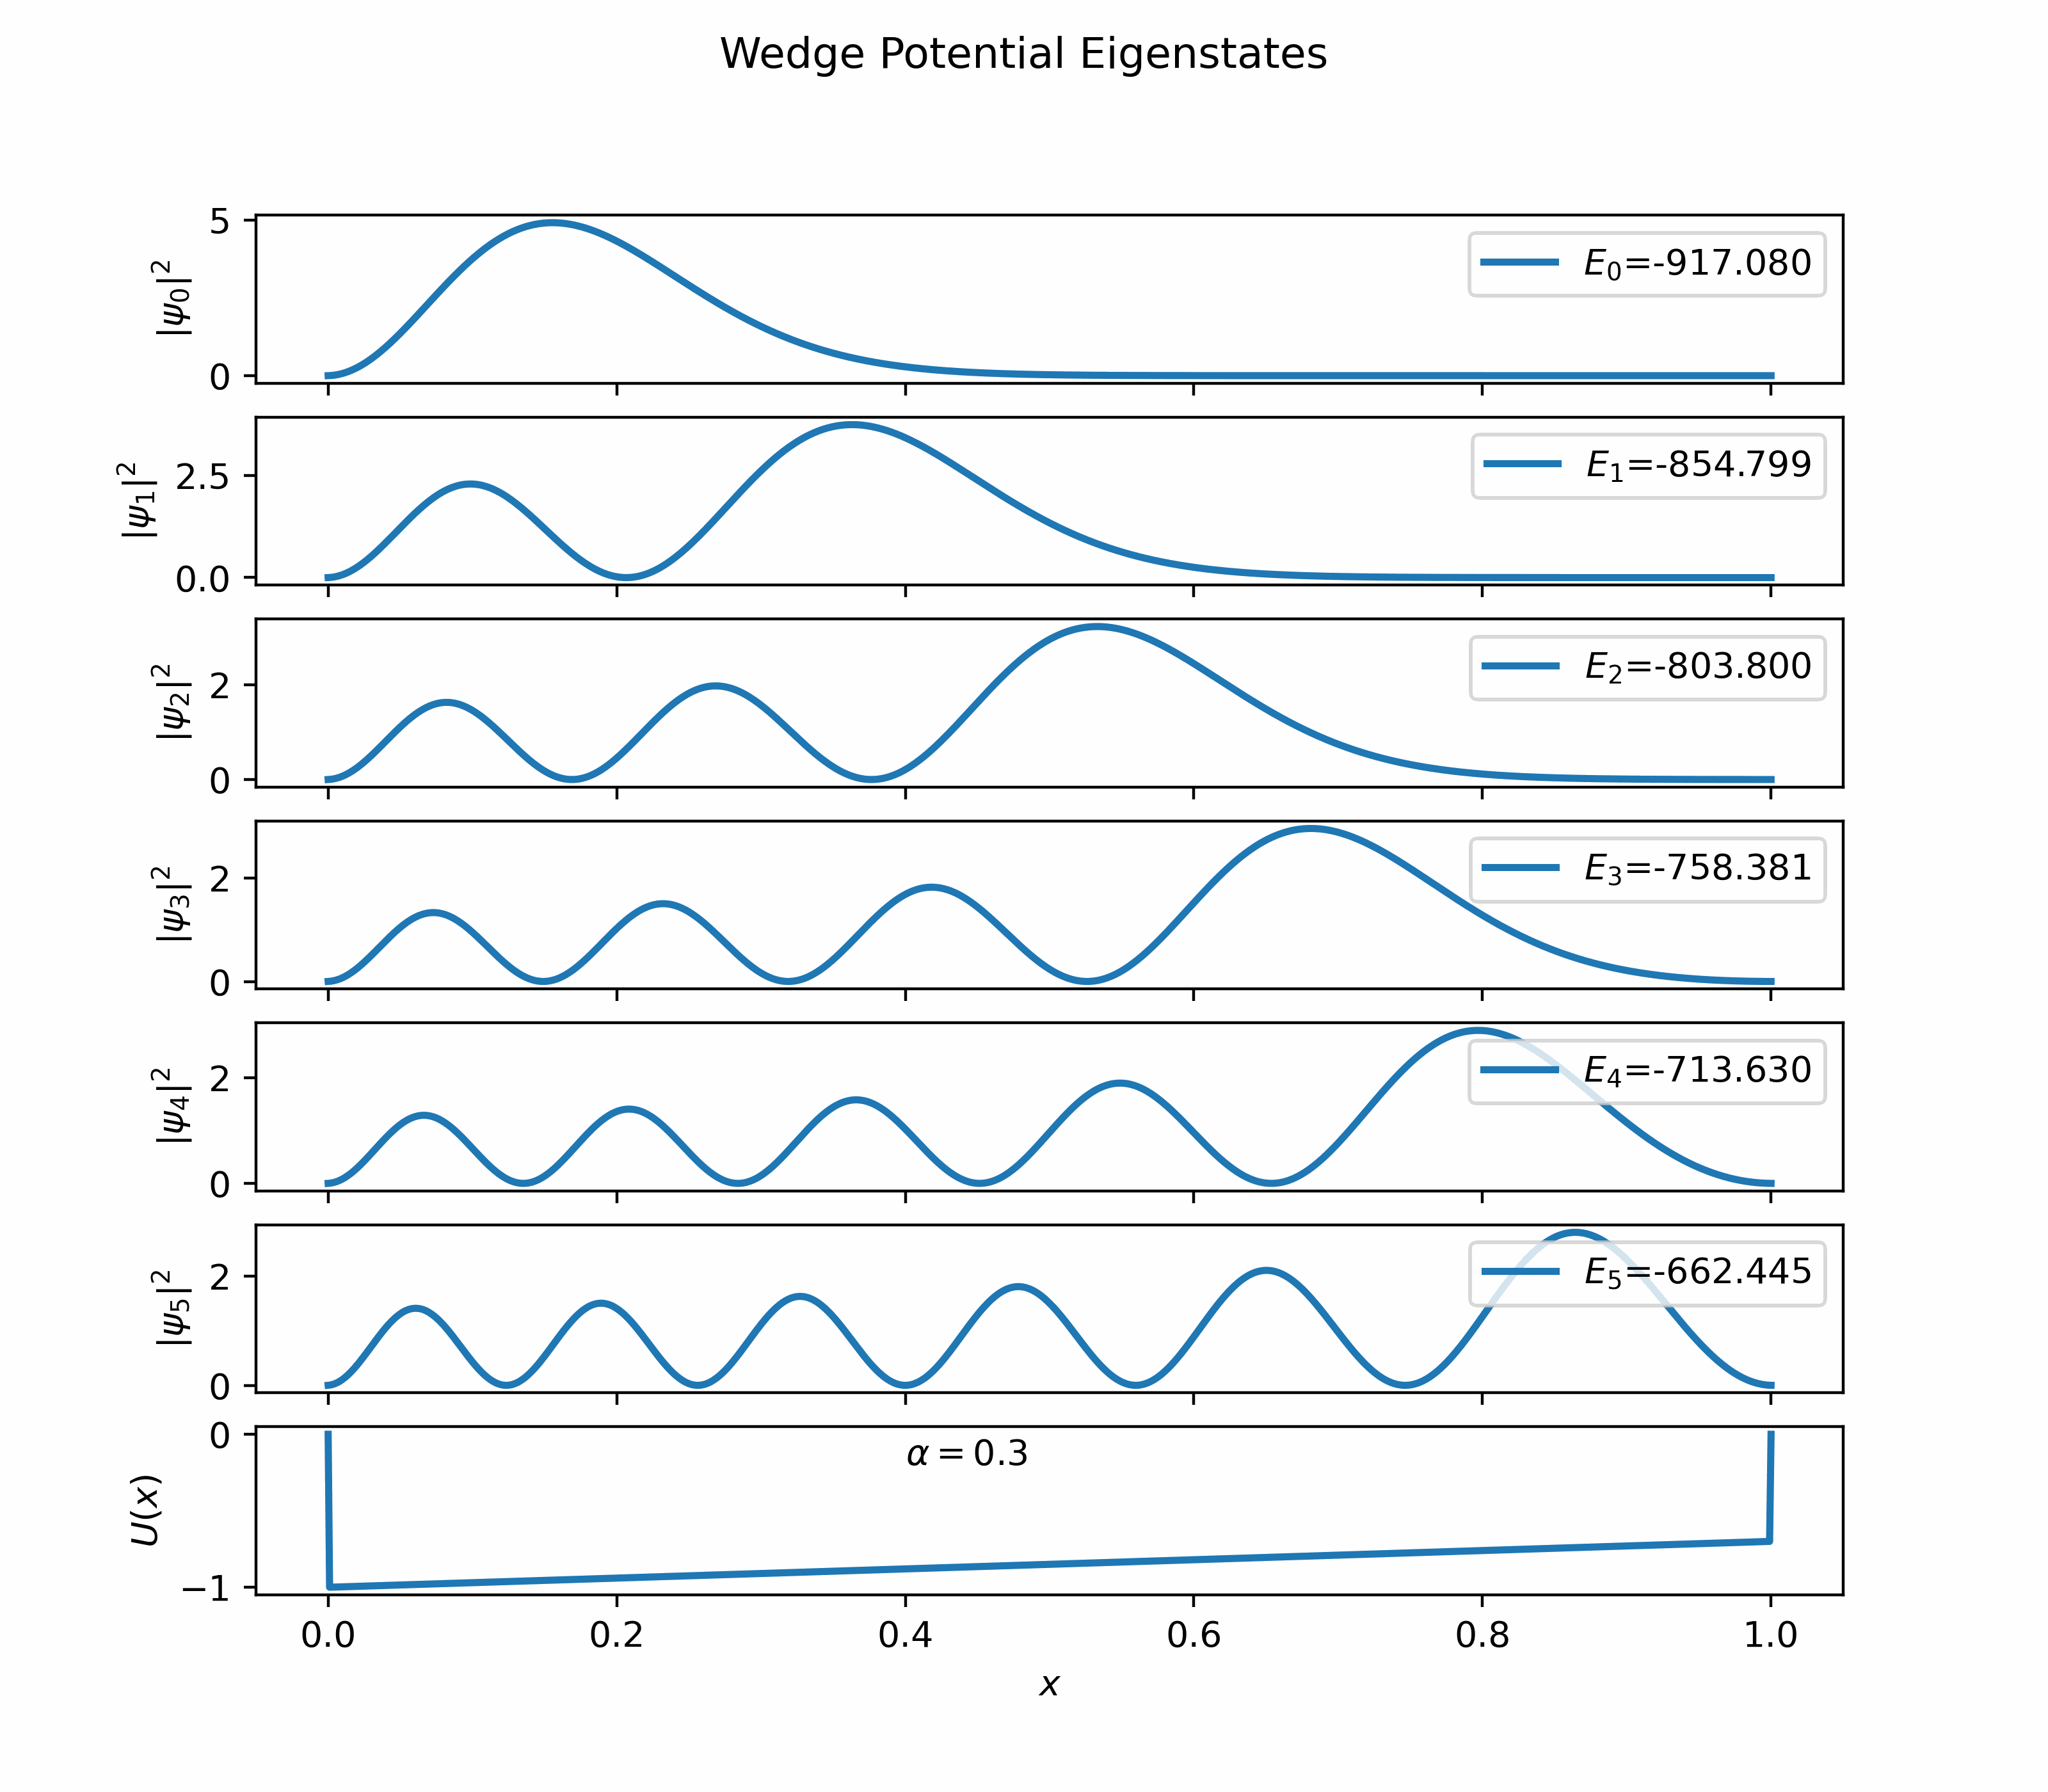 Wedge Potential Eigenstates
5
0
|ψ₀|²
E₀=-917.080
2.5
0.0
|ψ₁|²
E₁=-854.799
2
0
|ψ₂|²
E₂=-803.800
2
0
|ψ₃|²
E₃=-758.381
2
0
|ψ₄|²
E₄=-713.630
2
0
|ψ₅|²
E₅=-662.445
0
−1
U(x)
α = 0.3
0.0 0.2 0.4 0.6 0.8 1.0
x